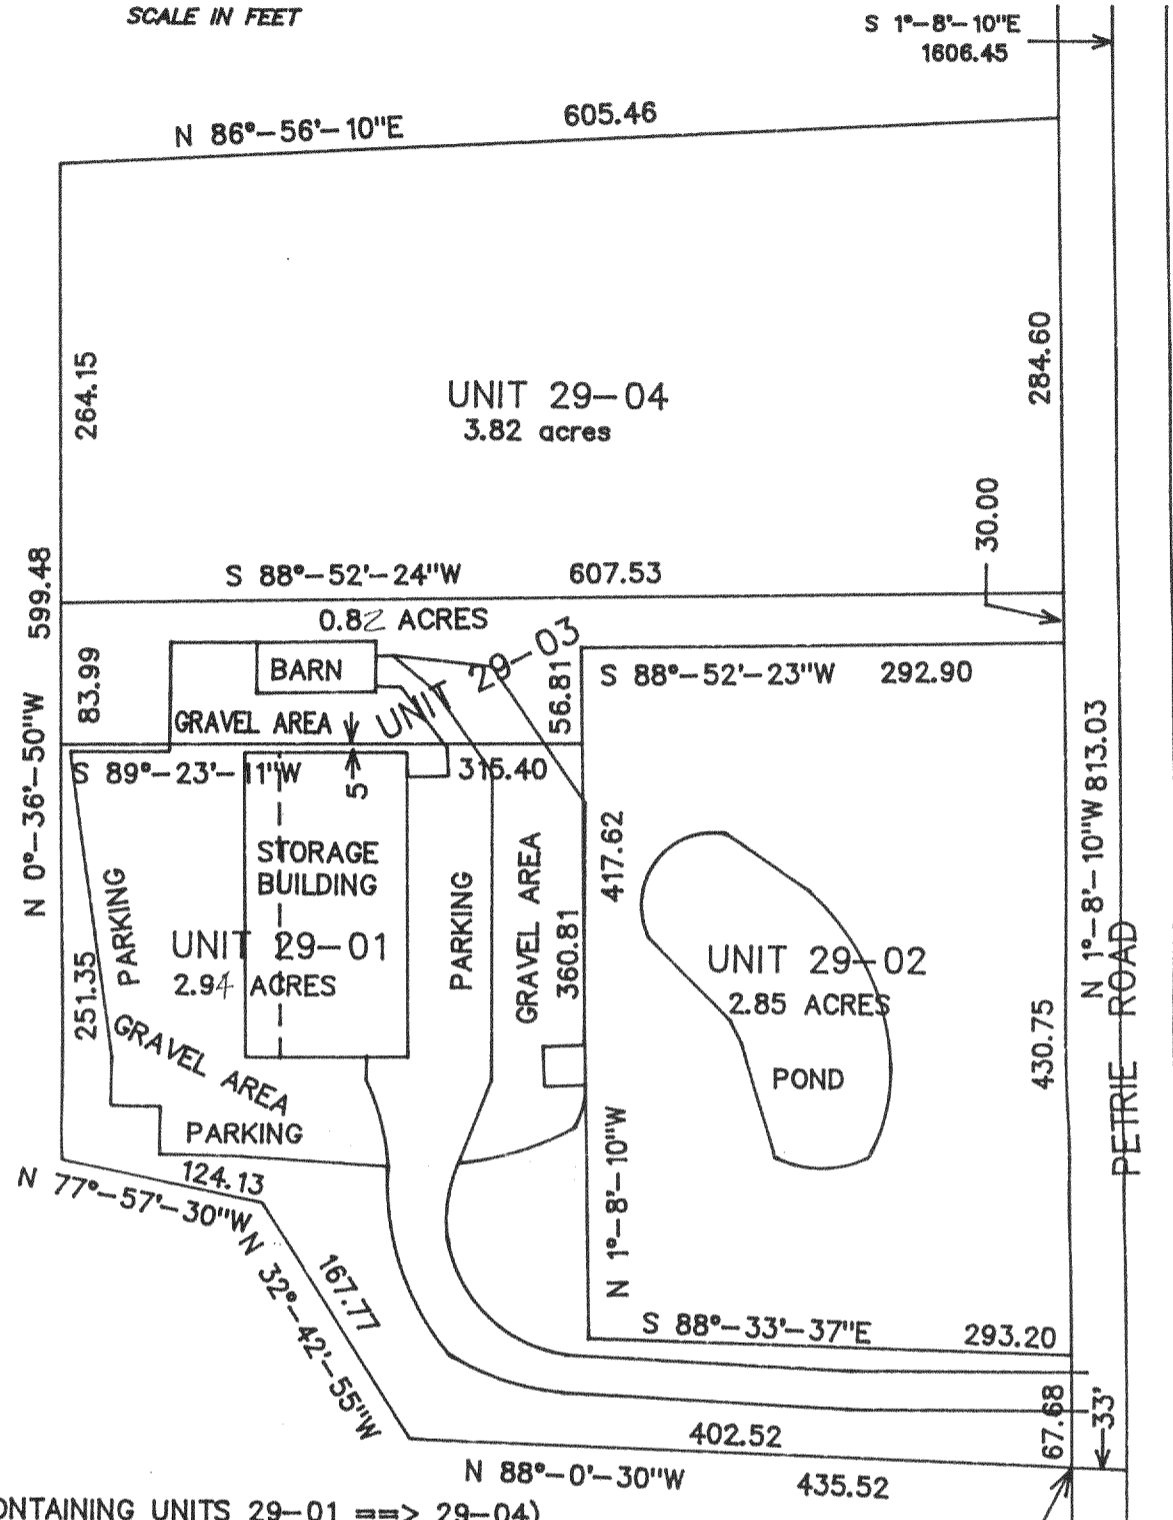 SCALE IN FEET
S 1°-8'-10"E
1606.45
N 86°-56'-10"E 605.46
264.15
UNIT 29-04
3.82 acres
284.60
30.00
S 88°-52'-24"W 607.53
0.82 ACRES
599.48
N 0°-36'-50"W
83.99
BARN
UNIT 29-03
56.81
S 88°-52'-23"W 292.90
GRAVEL AREA
S 89°-23'-11"W 315.40
5
813.03
N 1°-8'-10"W
STORAGE
BUILDING
PARKING
UNIT 29-01
2.94 ACRES
251.35
PARKING
GRAVEL AREA
360.81
417.62
UNIT 29-02
2.85 ACRES
POND
430.75
PETRIE ROAD
GRAVEL AREA
PARKING
124.13
N 77°-57'-30"W
N 1°-8'-10"W
167.77
N 32°-42'-55"W
S 88°-33'-37"E 293.20
67.68
33'
402.52
N 88°-0'-30"W 435.52
ONTAINING UNITS 29-01 ==> 29-04)